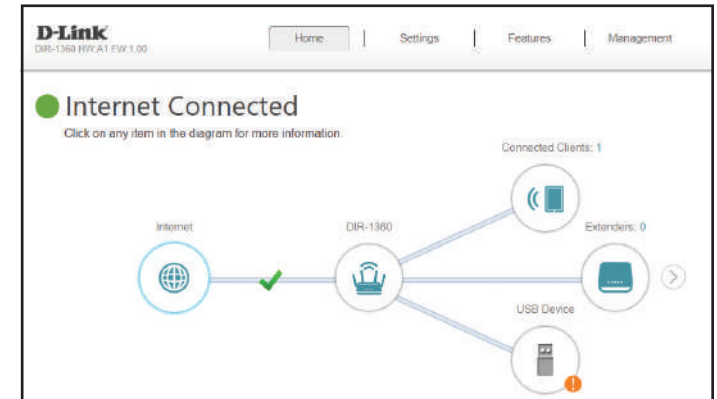 D-Link
DIR-1360 HW:A1 FW:1.00
Home | Settings | Features | Management
Internet Connected
Click on any item in the diagram for more information.
Connected Clients: 1
Internet
DIR-1360
Extenders: 0
USB Device